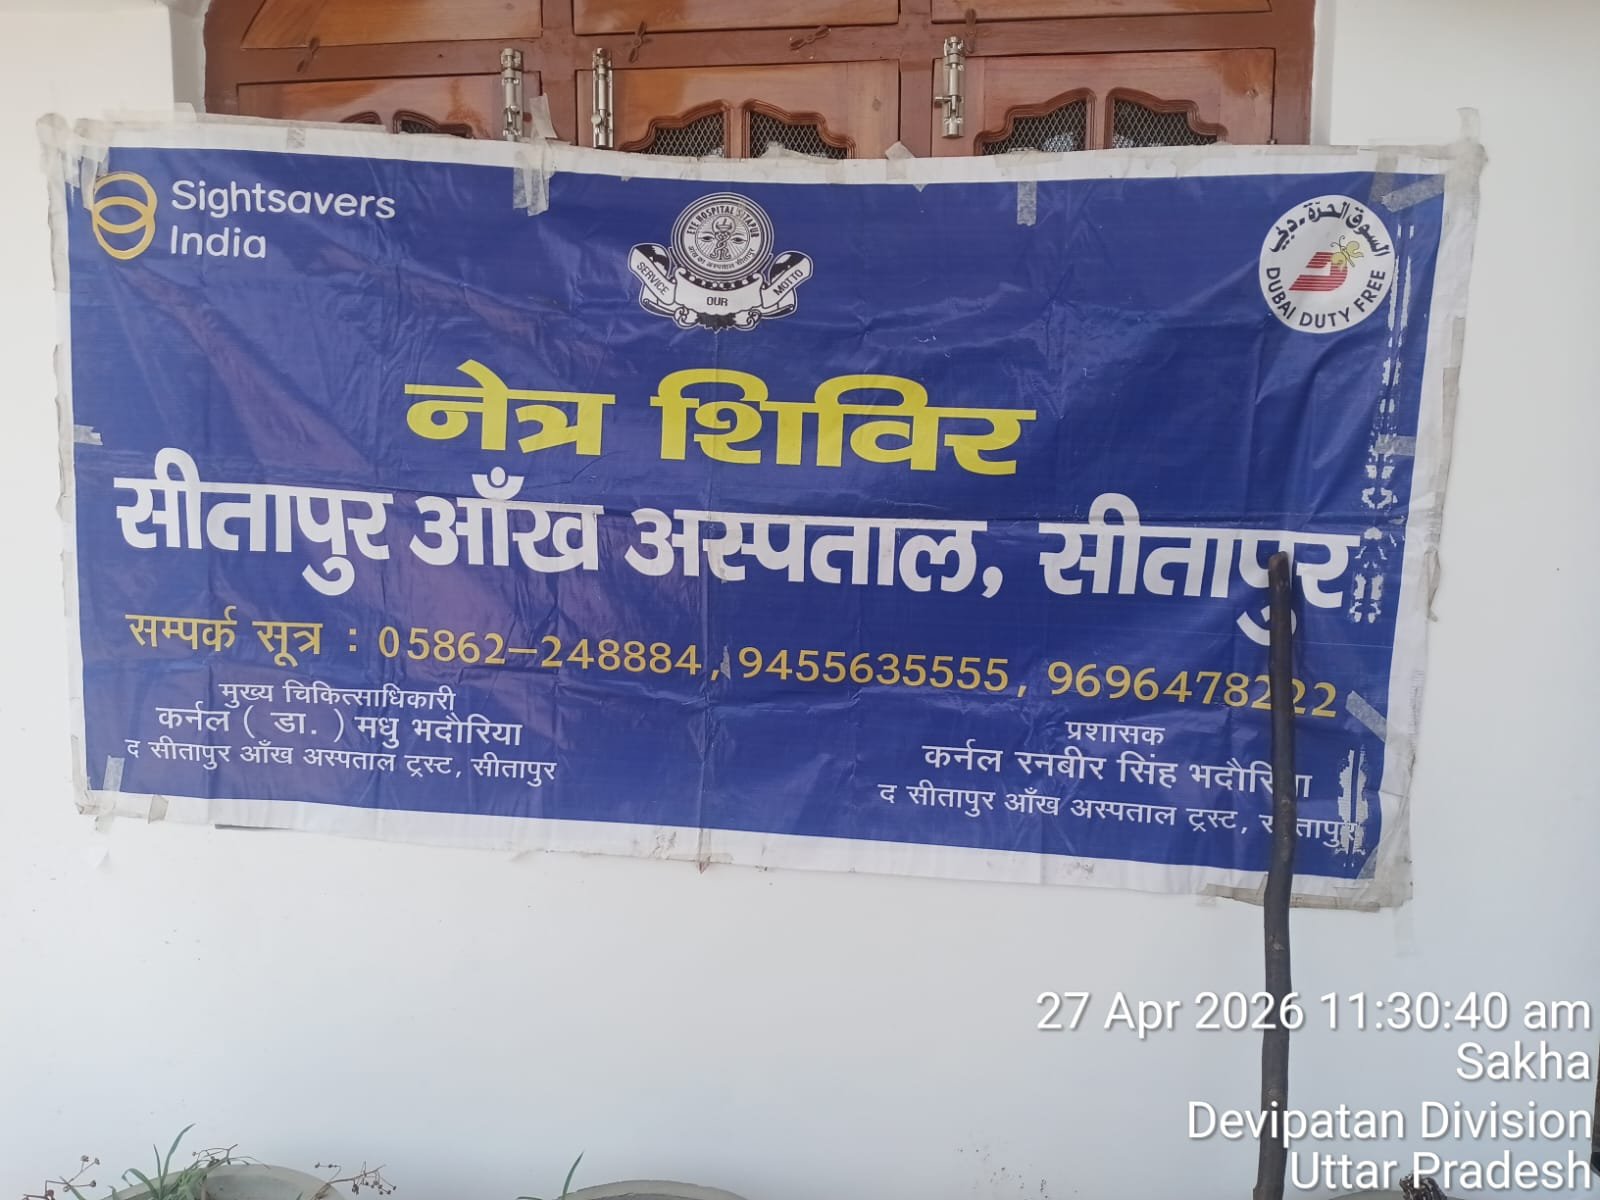 Sightsavers
India
EYE HOSPITAL SITAPUR
आंख का अस्पताल सीतापुर
SERVICE OUR MOTTO
السوق الحرة - دبي
DUBAI DUTY FREE
नेत्र शिविर
सीतापुर आँख अस्पताल, सीतापुर
सम्पर्क सूत्र : 05862-248884, 9455635555, 9696478222
मुख्य चिकित्साधिकारी
कर्नल ( डा. ) मधु भदौरिया
द सीतापुर आँख अस्पताल ट्रस्ट, सीतापुर
प्रशासक
कर्नल रनबीर सिंह भदौरिया
द सीतापुर आँख अस्पताल ट्रस्ट, सीतापुर
27 Apr 2026 11:30:40 am
Sakha
Devipatan Division
Uttar Pradesh